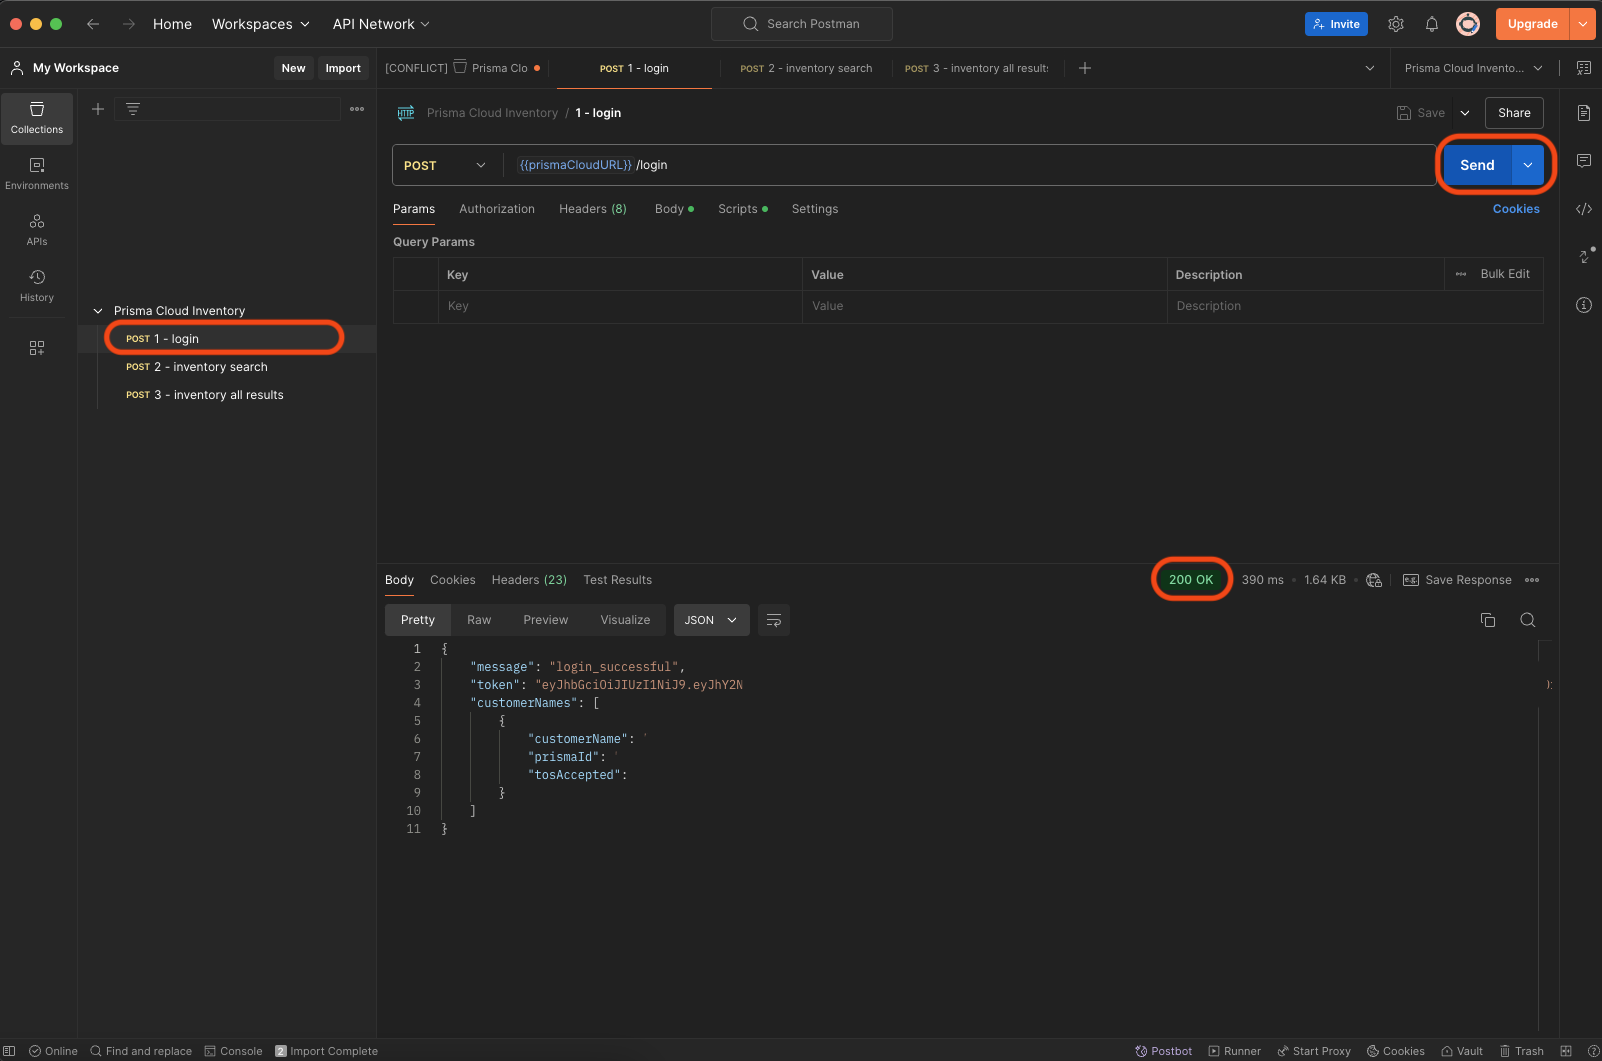 Home Workspaces API Network Search Postman Invite Upgrade
My Workspace New Import [CONFLICT] Prisma Clo POST 1 - login POST 2 - inventory search POST 3 - inventory all results Prisma Cloud Invento...
Collections
Environments
APIs
History
Prisma Cloud Inventory
POST 1 - login
POST 2 - inventory search
POST 3 - inventory all results
HTTP Prisma Cloud Inventory / 1 - login Save Share
POST {{prismaCloudURL}} /login Send
Params Authorization Headers (8) Body Scripts Settings Cookies
Query Params
Key Value Description Bulk Edit
Key Value Description
Body Cookies Headers (23) Test Results 200 OK 390 ms 1.64 KB e.g. Save Response
Pretty Raw Preview Visualize JSON
1 {
2 "message": "login_successful",
3 "token": "eyJhbGciOiJIUzI1NiJ9.eyJhY2N
4 "customerNames": [
5 {
6 "customerName":
7 "prismaId":
8 "tosAccepted":
9 }
10 ]
11 }
Online Find and replace Console 2 Import Complete Postbot Runner Start Proxy Cookies Vault Trash